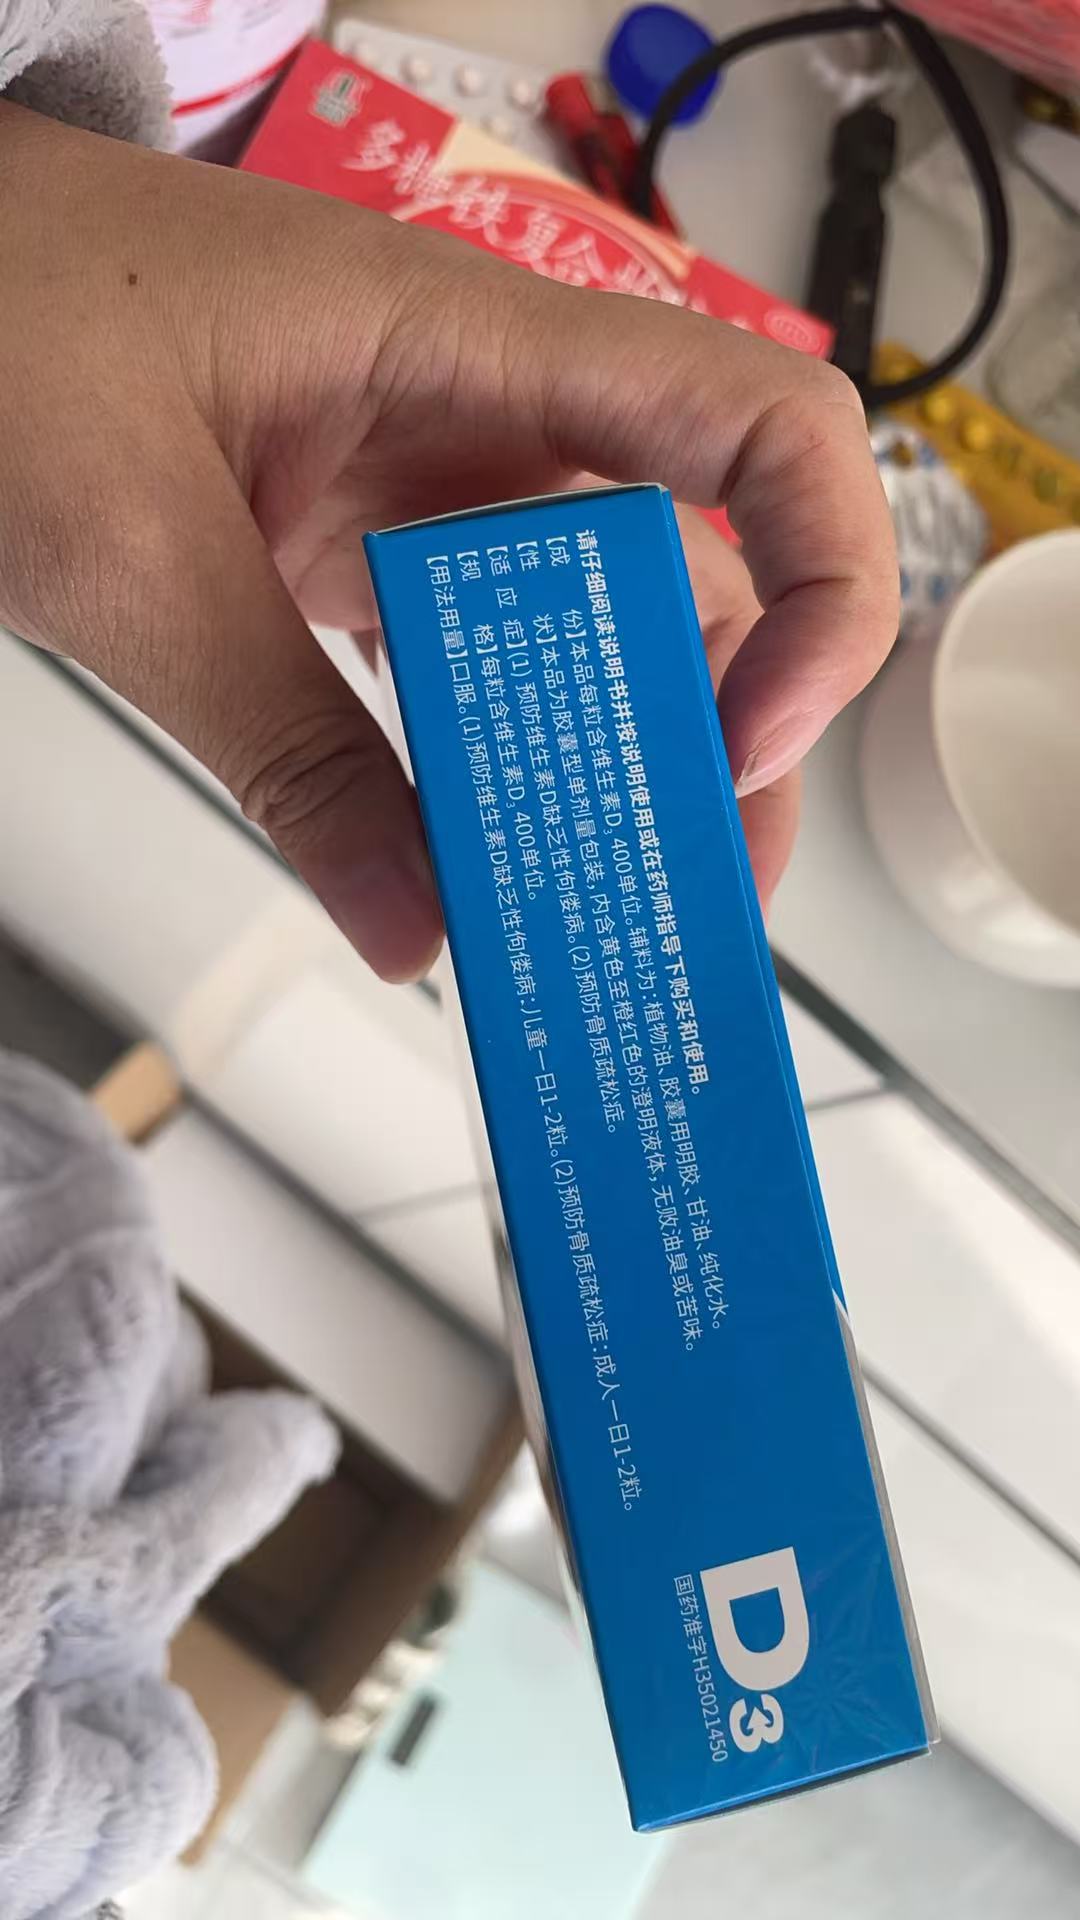 多糖铁复合
请仔细阅读说明书并按说明使用或在药师指导下购买和使用。
【成 份】本品每粒含维生素D₃ 400单位。辅料为:植物油、胶囊用明胶、甘油、纯化水。
【性 状】本品为胶囊型单剂量包装,内含黄色至橙红色的澄明液体,无败油臭或苦味。
【适 应 症】(1) 预防维生素D缺乏性佝偻病。(2)预防骨质疏松症。
【规 格】每粒含维生素D₃ 400单位。
【用法用量】口服。(1)预防维生素D缺乏性佝偻病:儿童一日1-2粒。(2)预防骨质疏松症:成人一日1-2粒。
D3
国药准字H35021450